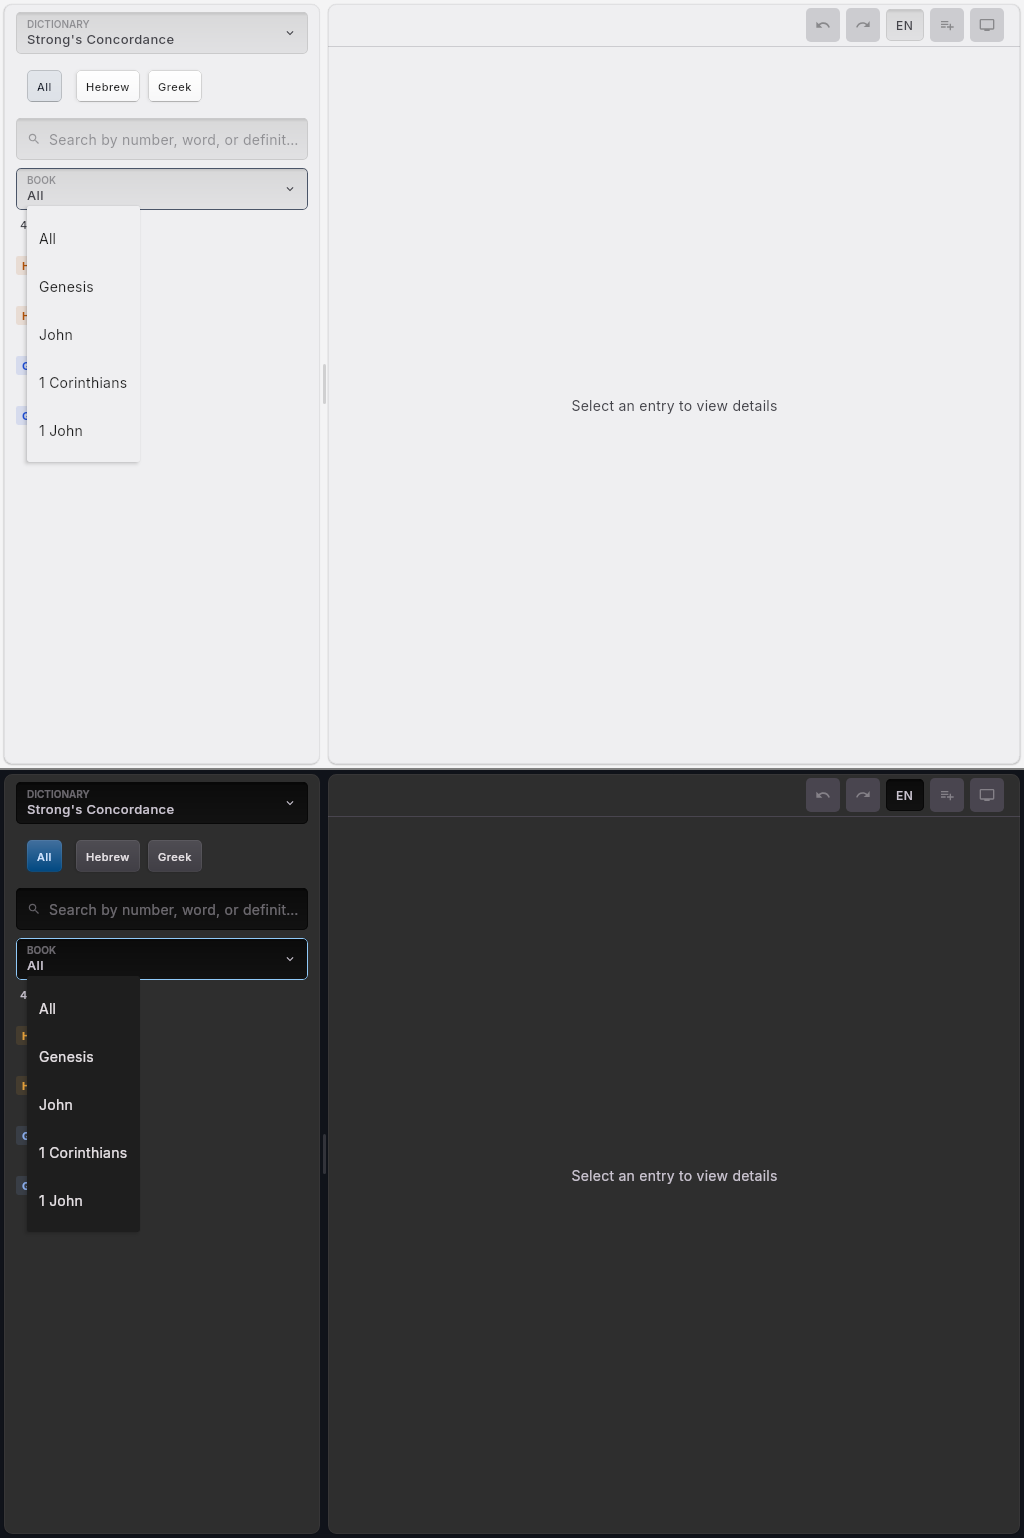 DICTIONARY
Strong's Concordance
All
Hebrew
Greek
EN
Search by number, word, or definit...
BOOK
All
4
All
Genesis
John
1 Corinthians
1 John
Select an entry to view details
DICTIONARY
Strong's Concordance
All
Hebrew
Greek
EN
Search by number, word, or definit...
BOOK
All
4
All
Genesis
John
1 Corinthians
1 John
Select an entry to view details